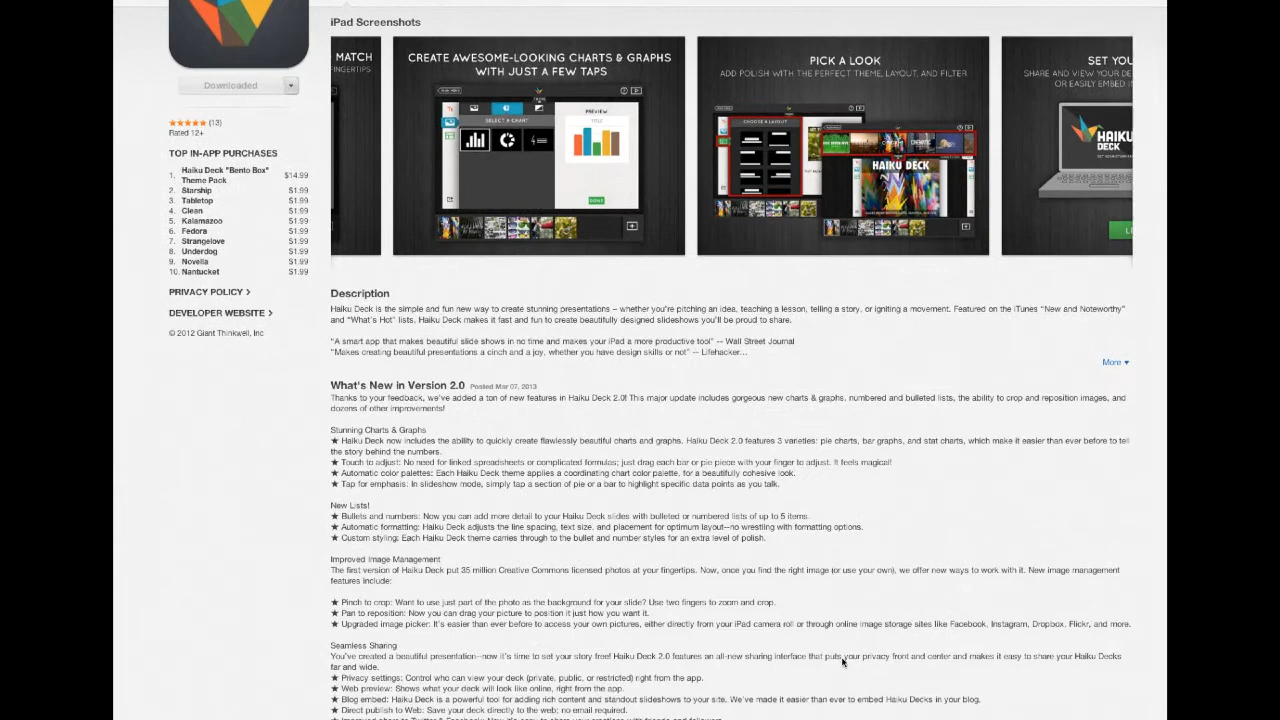 iPad Screenshots
MATCH
FINGERTIPS
CREATE AWESOME-LOOKING CHARTS & GRAPHS
WITH JUST A FEW TAPS
SELECT A CHART
PREVIEW
TITLE
DONE
PICK A LOOK
ADD POLISH WITH THE PERFECT THEME, LAYOUT, AND FILTER
CHOOSE A LAYOUT
HAIKU DECK
SET YOU
SHARE AND VIEW YOUR DE
OR EASILY EMBED I
HAIKU
DECK
Downloaded
(13)
Rated 12+
TOP IN-APP PURCHASES
1. Haiku Deck "Bento Box" Theme Pack $14.99
2. Starship $1.99
3. Tabletop $1.99
4. Clean $1.99
5. Kalamazoo $1.99
6. Fedora $1.99
7. Strangelove $1.99
8. Underdog $1.99
9. Novella $1.99
10. Nantucket $1.99
PRIVACY POLICY >
DEVELOPER WEBSITE >
© 2012 Giant Thinkwell, Inc
Description
Haiku Deck is the simple and fun new way to create stunning presentations – whether you're pitching an idea, teaching a lesson, telling a story, or igniting a movement. Featured on the iTunes “New and Noteworthy”
and “What's Hot” lists, Haiku Deck makes it fast and fun to create beautifully designed slideshows you'll be proud to share.
“A smart app that makes beautiful slide shows in no time and makes your iPad a more productive tool” -- Wall Street Journal
“Makes creating beautiful presentations a cinch and a joy, whether you have design skills or not” -- Lifehacker...
More ▼
What's New in Version 2.0 Posted Mar 07, 2013
Thanks to your feedback, we've added a ton of new features in Haiku Deck 2.0! This major update includes gorgeous new charts & graphs, numbered and bulleted lists, the ability to crop and reposition images, and
dozens of other improvements!
Stunning Charts & Graphs
★ Haiku Deck now includes the ability to quickly create flawlessly beautiful charts and graphs. Haiku Deck 2.0 features 3 varieties: pie charts, bar graphs, and stat charts, which make it easier than ever before to tell
the story behind the numbers.
★ Touch to adjust: No need for linked spreadsheets or complicated formulas; just drag each bar or pie piece with your finger to adjust. It feels magical!
★ Automatic color palettes: Each Haiku Deck theme applies a coordinating chart color palette, for a beautifully cohesive look.
★ Tap for emphasis: In slideshow mode, simply tap a section of pie or a bar to highlight specific data points as you talk.
New Lists!
★ Bullets and numbers: Now you can add more detail to your Haiku Deck slides with bulleted or numbered lists of up to 5 items.
★ Automatic formatting: Haiku Deck adjusts the line spacing, text size, and placement for optimum layout--no wrestling with formatting options.
★ Custom styling: Each Haiku Deck theme carries through to the bullet and number styles for an extra level of polish.
Improved Image Management
The first version of Haiku Deck put 35 million Creative Commons licensed photos at your fingertips. Now, once you find the right image (or use your own), we offer new ways to work with it. New image management
features include:
★ Pinch to crop: Want to use just part of the photo as the background for your slide? Use two fingers to zoom and crop.
★ Pan to reposition: Now you can drag your picture to position it just how you want it.
★ Upgraded image picker: It's easier than ever before to access your own pictures, either directly from your iPad camera roll or through online image storage sites like Facebook, Instagram, Dropbox, Flickr, and more.
Seamless Sharing
You've created a beautiful presentation--now it's time to set your story free! Haiku Deck 2.0 features an all-new sharing interface that puts your privacy front and center and makes it easy to share your Haiku Decks
far and wide.
★ Privacy settings: Control who can view your deck (private, public, or restricted) right from the app.
★ Web preview: Shows what your deck will look like online, right from the app.
★ Blog embed: Haiku Deck is a powerful tool for adding rich content and standout slideshows to your site. We've made it easier than ever to embed Haiku Decks in your blog.
★ Direct publish to Web: Save your deck directly to the web; no email required.